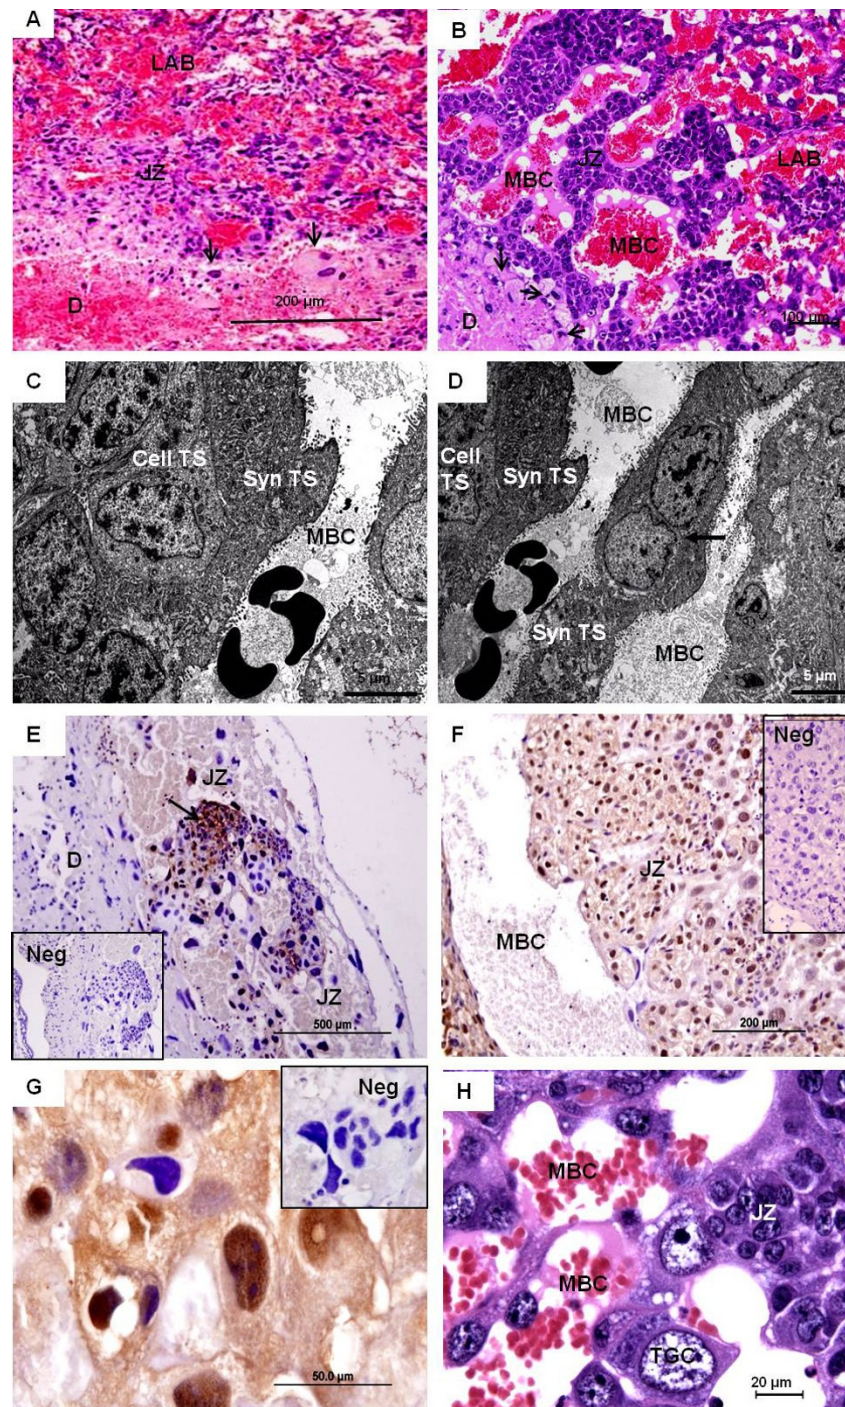 A
LAB
JZ
D
200 µm
B
JZ
LAB
MBC
MBC
D
100 µm
C
Cell TS
Syn TS
MBC
5 µm
D
MBC
Cell
TS
Syn TS
Syn TS
MBC
5 µm
E
JZ
D
Neg
JZ
500 µm
F
Neg
JZ
MBC
200 µm
G
Neg
50.0 µm
H
MBC
JZ
MBC
TGC
20 µm